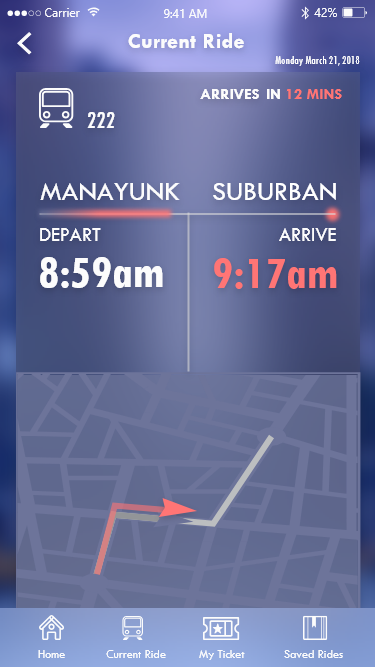 Carrier 9:41 AM 42%
Current Ride
Monday March 21, 2018
ARRIVES IN 12 MINS
222
MANAYUNK SUBURBAN
DEPART ARRIVE
8:59am 9:17am
Home Current Ride My Ticket Saved Rides